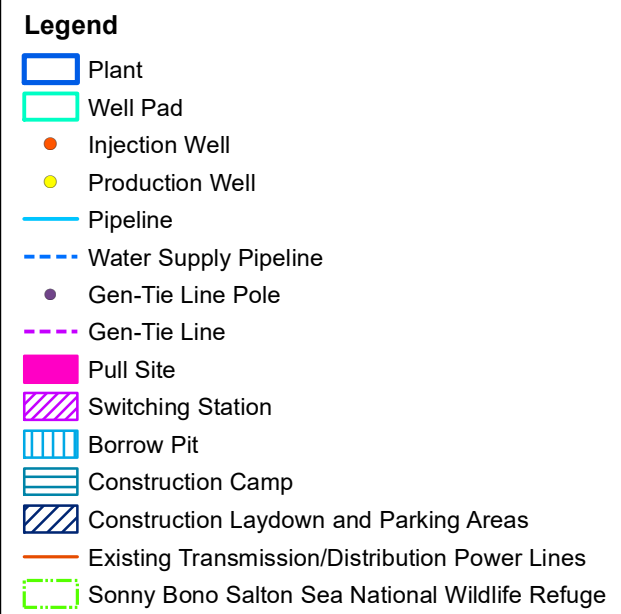 Legend
Plant
Well Pad
Injection Well
Production Well
Pipeline
Water Supply Pipeline
Gen-Tie Line Pole
Gen-Tie Line
Pull Site
Switching Station
Borrow Pit
Construction Camp
Construction Laydown and Parking Areas
Existing Transmission/Distribution Power Lines
Sonny Bono Salton Sea National Wildlife Refuge